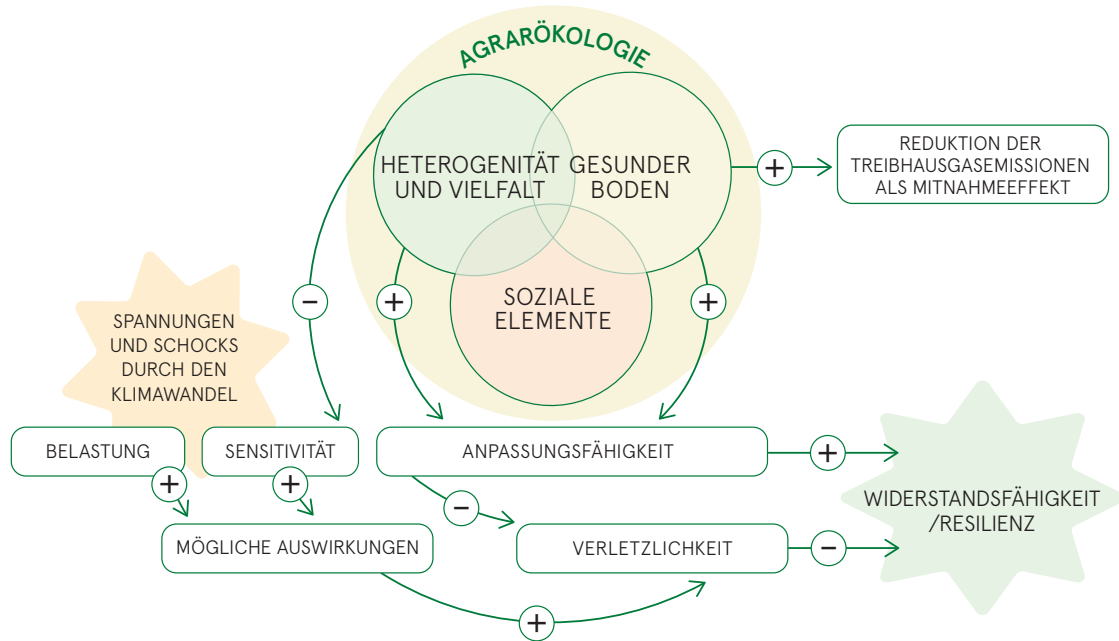 AGRARÖKOLOGIE
HETEROGENITÄT
UND VIELFALT
GESUNDER
BODEN
+
REDUKTION DER
TREIBHAUSGASEMISSIONEN
ALS MITNAHMEEFFEKT
SOZIALE
ELEMENTE
−
+
+
SPANNUNGEN
UND SCHOCKS
DURCH DEN
KLIMAWANDEL
BELASTUNG
SENSITIVITÄT
ANPASSUNGSFÄHIGKEIT
+
+
+
−
WIDERSTANDSFÄHIGKEIT
/RESILIENZ
MÖGLICHE AUSWIRKUNGEN
VERLETZLICHKEIT
−
+